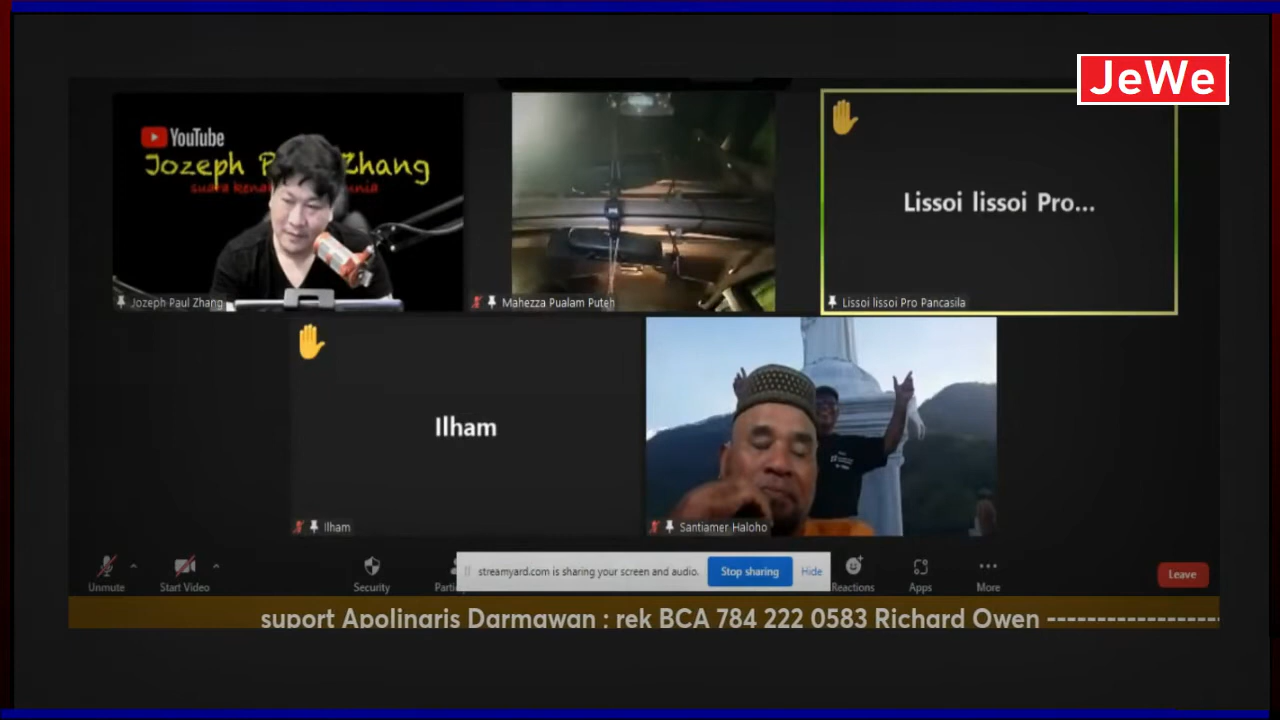 JeWe
YouTube
Jozeph P Zhang
Lissoi lissoi Pro...
Jozeph Paul Zhang
Mahezza Pualam Puteh
Lissoi lissoi Pro Pancasila
Ilham
Ilham
Santiamer Haloho
Unmute
Start Video
Security
streamyard.com is sharing your screen and audio.
Stop sharing
Hide
Reactions
Apps
More
Leave
suport Apolinaris Darmawan : rek BCA 784 222 0583 Richard Owen -----------------